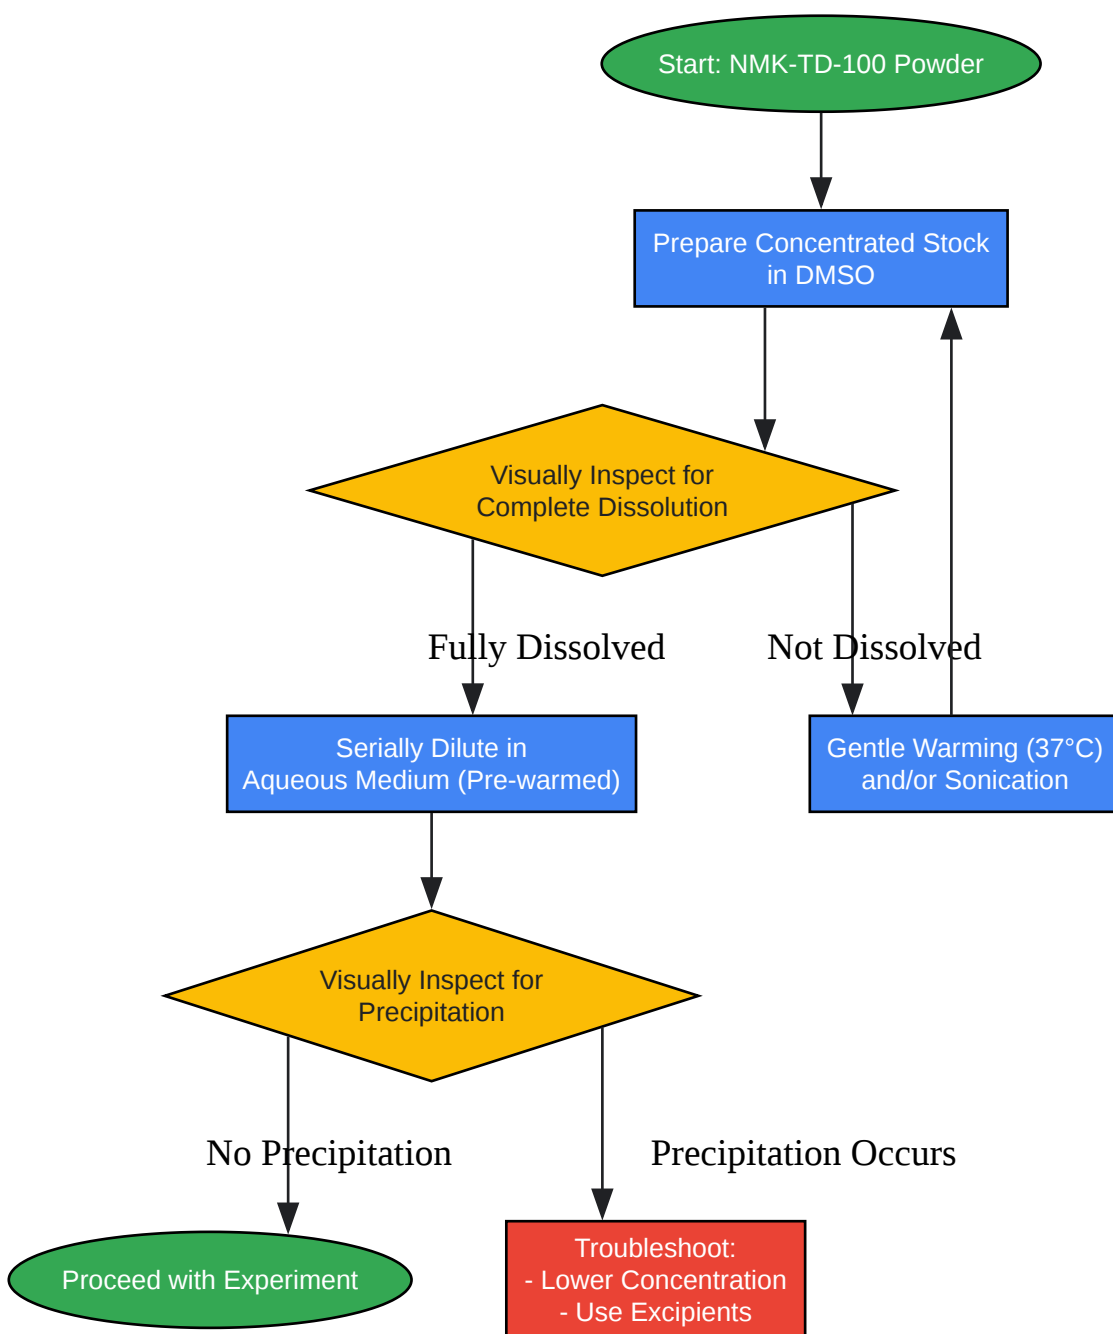 Start: NMK-TD-100 Powder
Prepare Concentrated Stock
in DMSO
Visually Inspect for
Complete Dissolution
Fully Dissolved
Not Dissolved
Serially Dilute in
Aqueous Medium (Pre-warmed)
Gentle Warming (37°C)
and/or Sonication
Visually Inspect for
Precipitation
No Precipitation
Precipitation Occurs
Proceed with Experiment
Troubleshoot:
- Lower Concentration
- Use Excipients